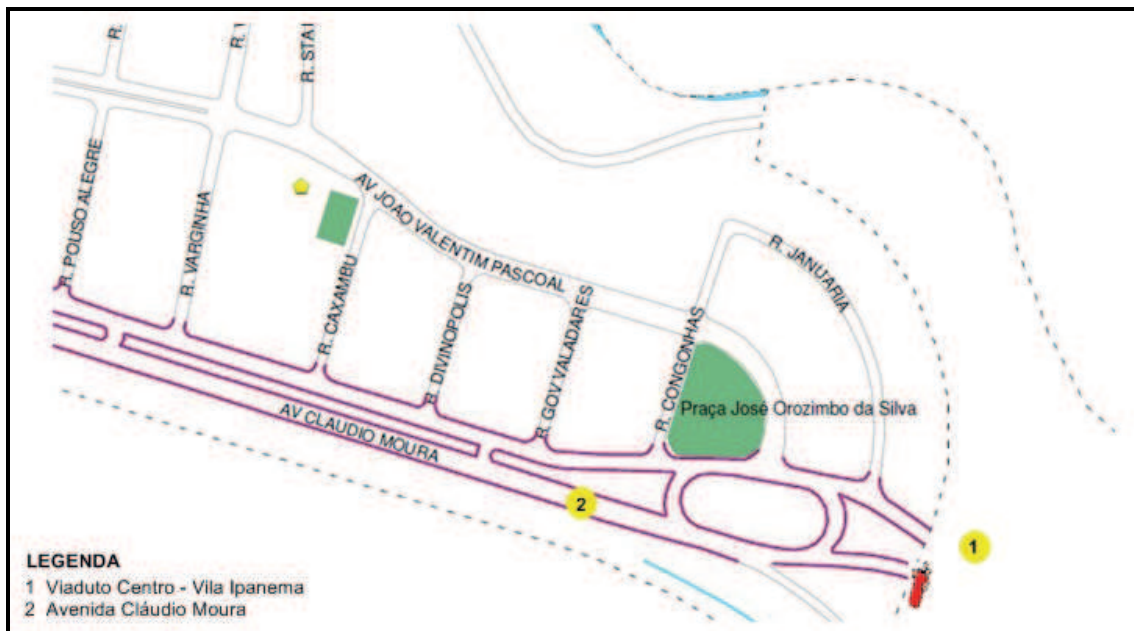 R. STA
R. POUSO ALEGRE
R. VARGINHA
AV JOAO VALENTIM PASCOAL
R. CAXAMBU
R. DIVINOPOLIS
R. GOV VALADARES
R. CONGONHAS
R. JANUARIA
Praça José Orozimbo da Silva
AV CLAUDIO MOURA
2
1
LEGENDA
1 Viaduto Centro - Vila Ipanema
2 Avenida Cláudio Moura